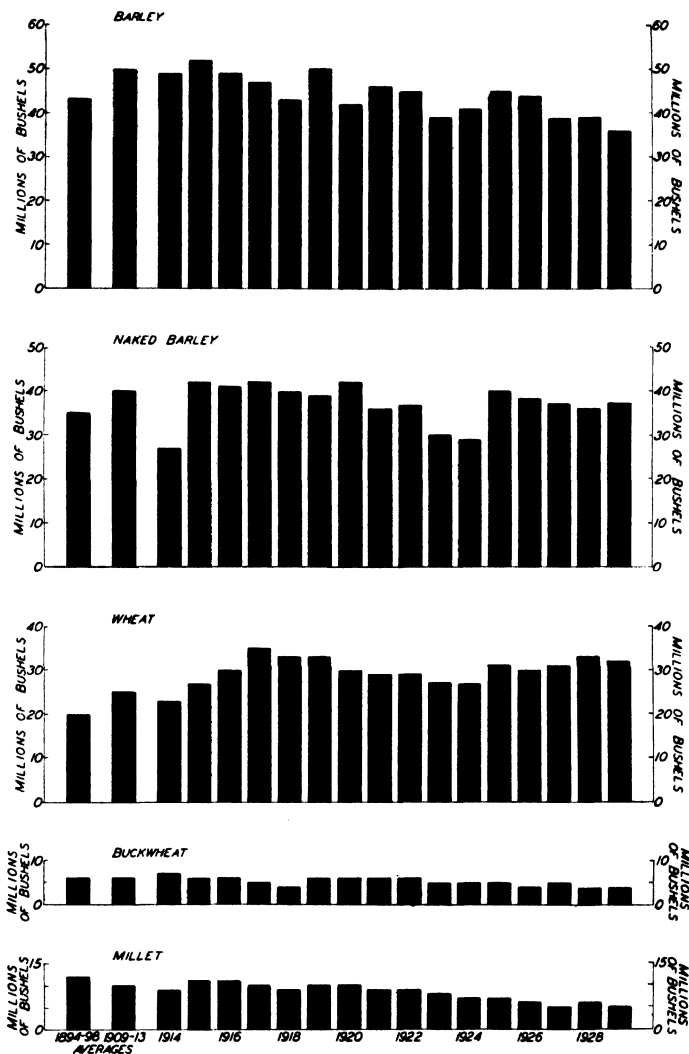 BARLEY
60
50
40
30
20
10
0
MILLIONS OF BUSHELS
60
50
40
30
20
10
0
MILLIONS OF BUSHELS
NAKED BARLEY
50
40
30
20
10
0
MILLIONS OF BUSHELS
50
40
30
20
10
0
MILLIONS OF BUSHELS
WHEAT
40
30
20
10
0
MILLIONS OF BUSHELS
40
30
20
10
0
MILLIONS OF BUSHELS
BUCKWHEAT
10
0
MILLIONS
OF BUSHELS
10
0
MILLIONS
OF BUSHELS
MILLET
15
0
MILLIONS
OF BUSHELS
15
0
MILLIONS
OF BUSHELS
1894-98 1909-13 1914 1916 1918 1920 1922 1924 1926 1928
AVERAGES